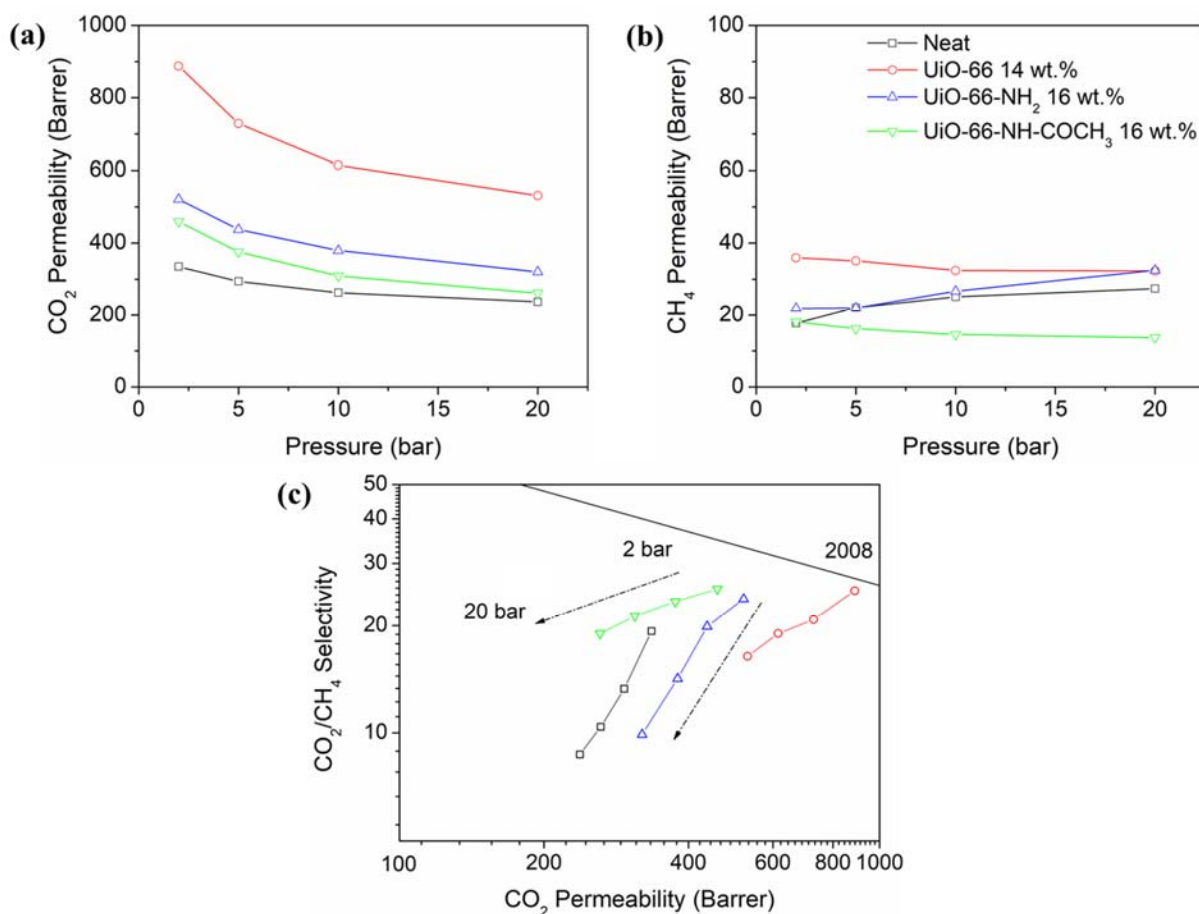 (a)
1000
800
600
400
200
0
CO₂ Permeability (Barrer)
0 5 10 15 20
Pressure (bar)
(b)
100
80
60
40
20
0
CH₄ Permeability (Barrer)
Neat
UiO-66 14 wt.%
UiO-66-NH₂ 16 wt.%
UiO-66-NH-COCH₃ 16 wt.%
0 5 10 15 20
Pressure (bar)
(c)
50
40
30
20
10
CO₂/CH₄ Selectivity
2 bar
2008
20 bar
100 200 400 600 800 1000
CO₂ Permeability (Barrer)